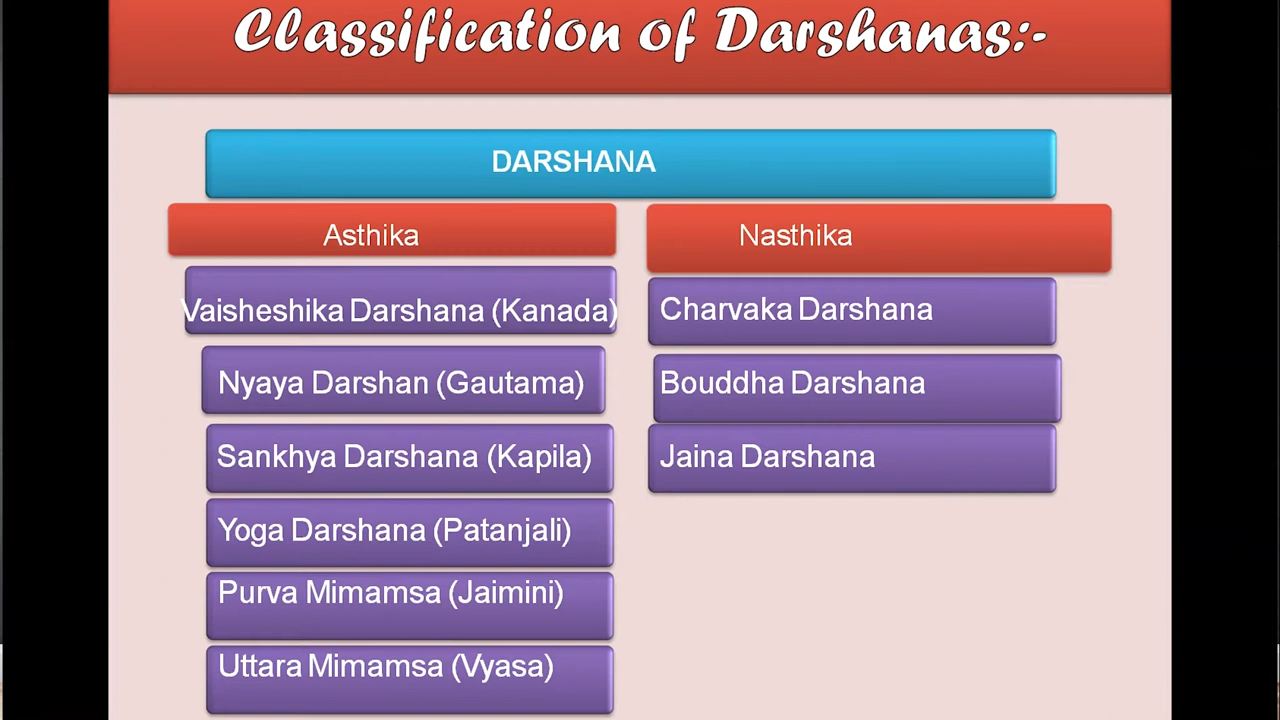 Classification of Darshanas:-
DARSHANA
Asthika
Nasthika
Vaisheshika Darshana (Kanada)
Charvaka Darshana
Nyaya Darshan (Gautama)
Bouddha Darshana
Sankhya Darshana (Kapila)
Jaina Darshana
Yoga Darshana (Patanjali)
Purva Mimamsa (Jaimini)
Uttara Mimamsa (Vyasa)